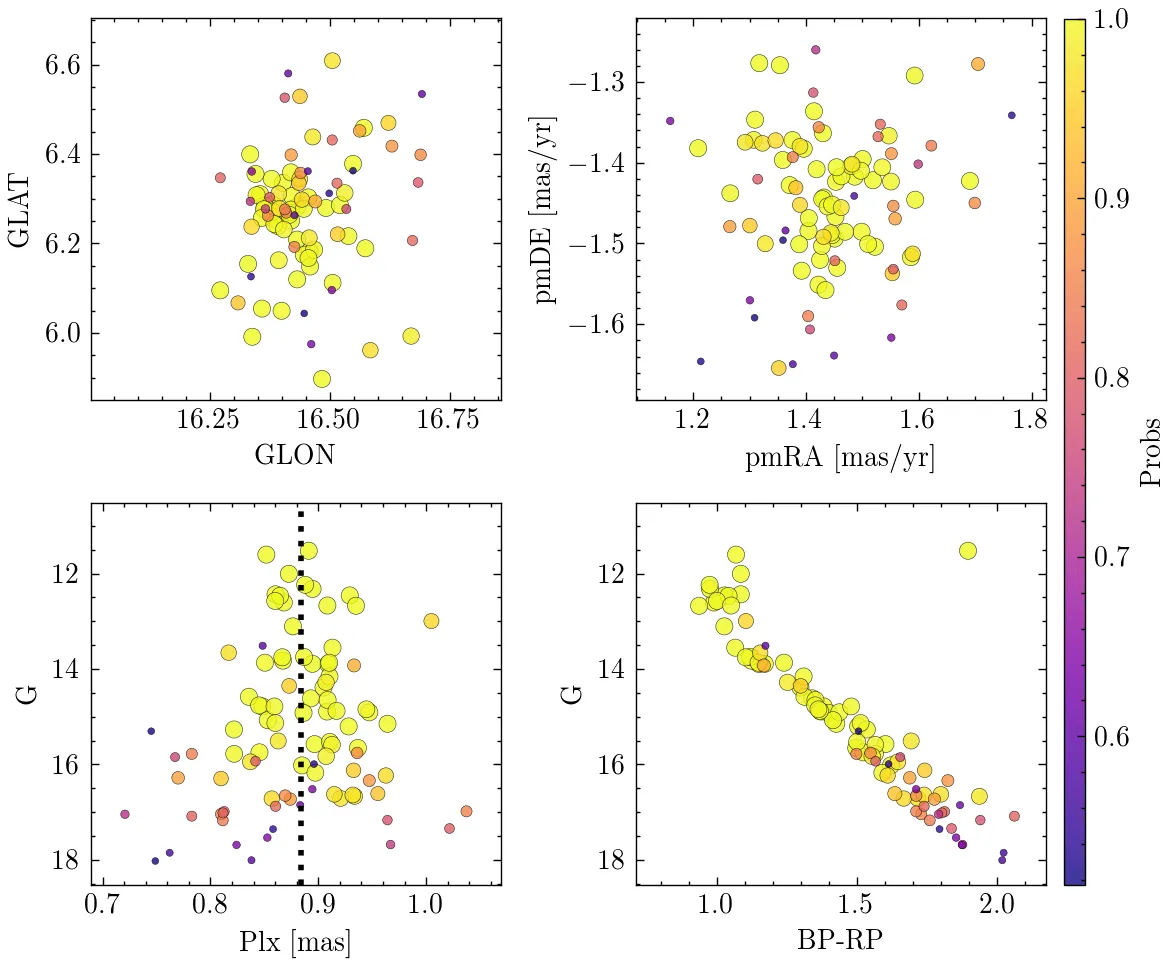 6.6
6.4
6.2
6.0
GLAT
16.25 16.50 16.75
GLON
−1.3
−1.4
−1.5
−1.6
pmDE [mas/yr]
1.2 1.4 1.6 1.8
pmRA [mas/yr]
12
14
16
18
G
0.7 0.8 0.9 1.0
Plx [mas]
12
14
16
18
G
1.0 1.5 2.0
BP-RP
1.0
0.9
0.8
0.7
0.6
Probs